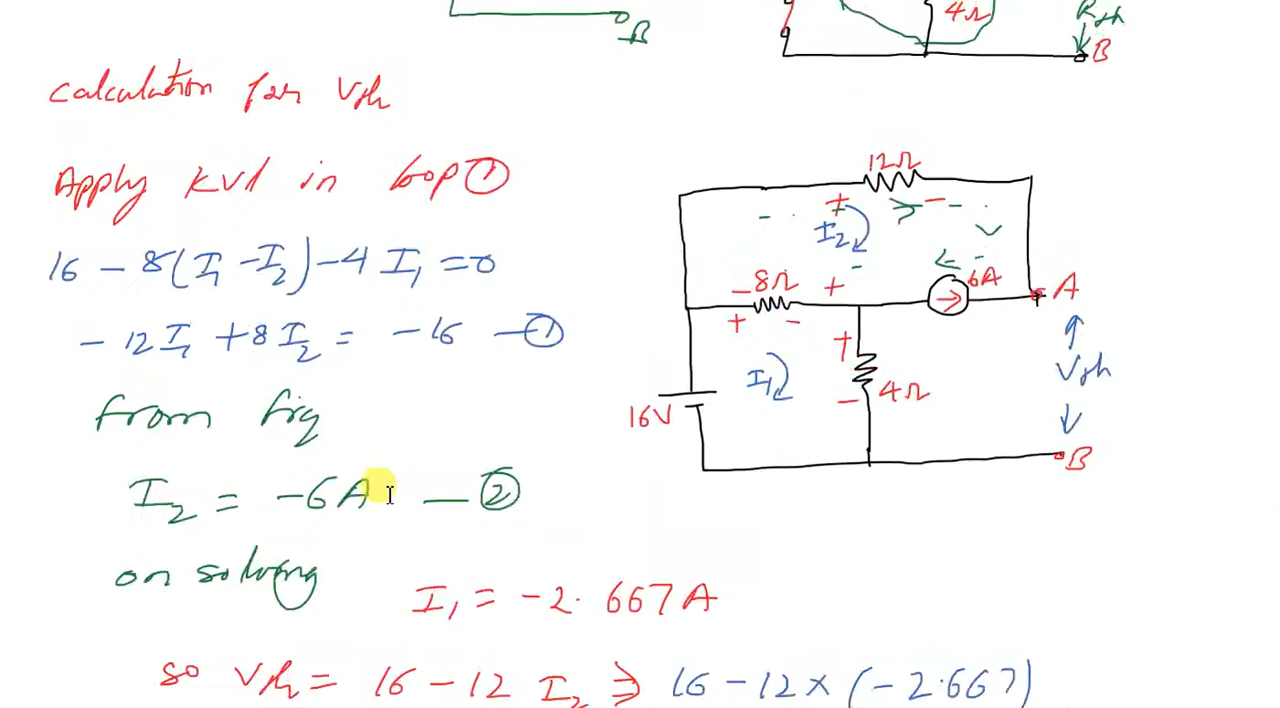 B
4Ω
Rth
B
calculation for Vth
Apply KVL in loop ①
16 - 8(I1 - I2) - 4 I1 = 0
- 12 I1 + 8 I2 = - 16 - ①
from fig
I2 = - 6 A - ②
on solving
I1 = - 2.667 A
so Vth = 16 - 12 I2 ⇒ 16 - 12 × (- 2.667)
12Ω
+ -
I2
6A
A
- 8Ω +
+ -
+
I1
4Ω
-
16V
Vth
B